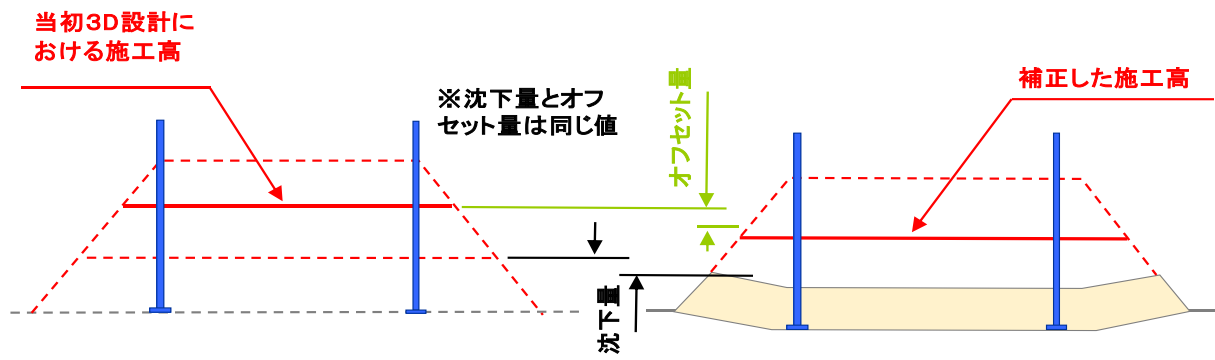 当初3D設計に
おける施工高
※沈下量とオフ
セット量は同じ値
オフセット量
補正した施工高
沈下量